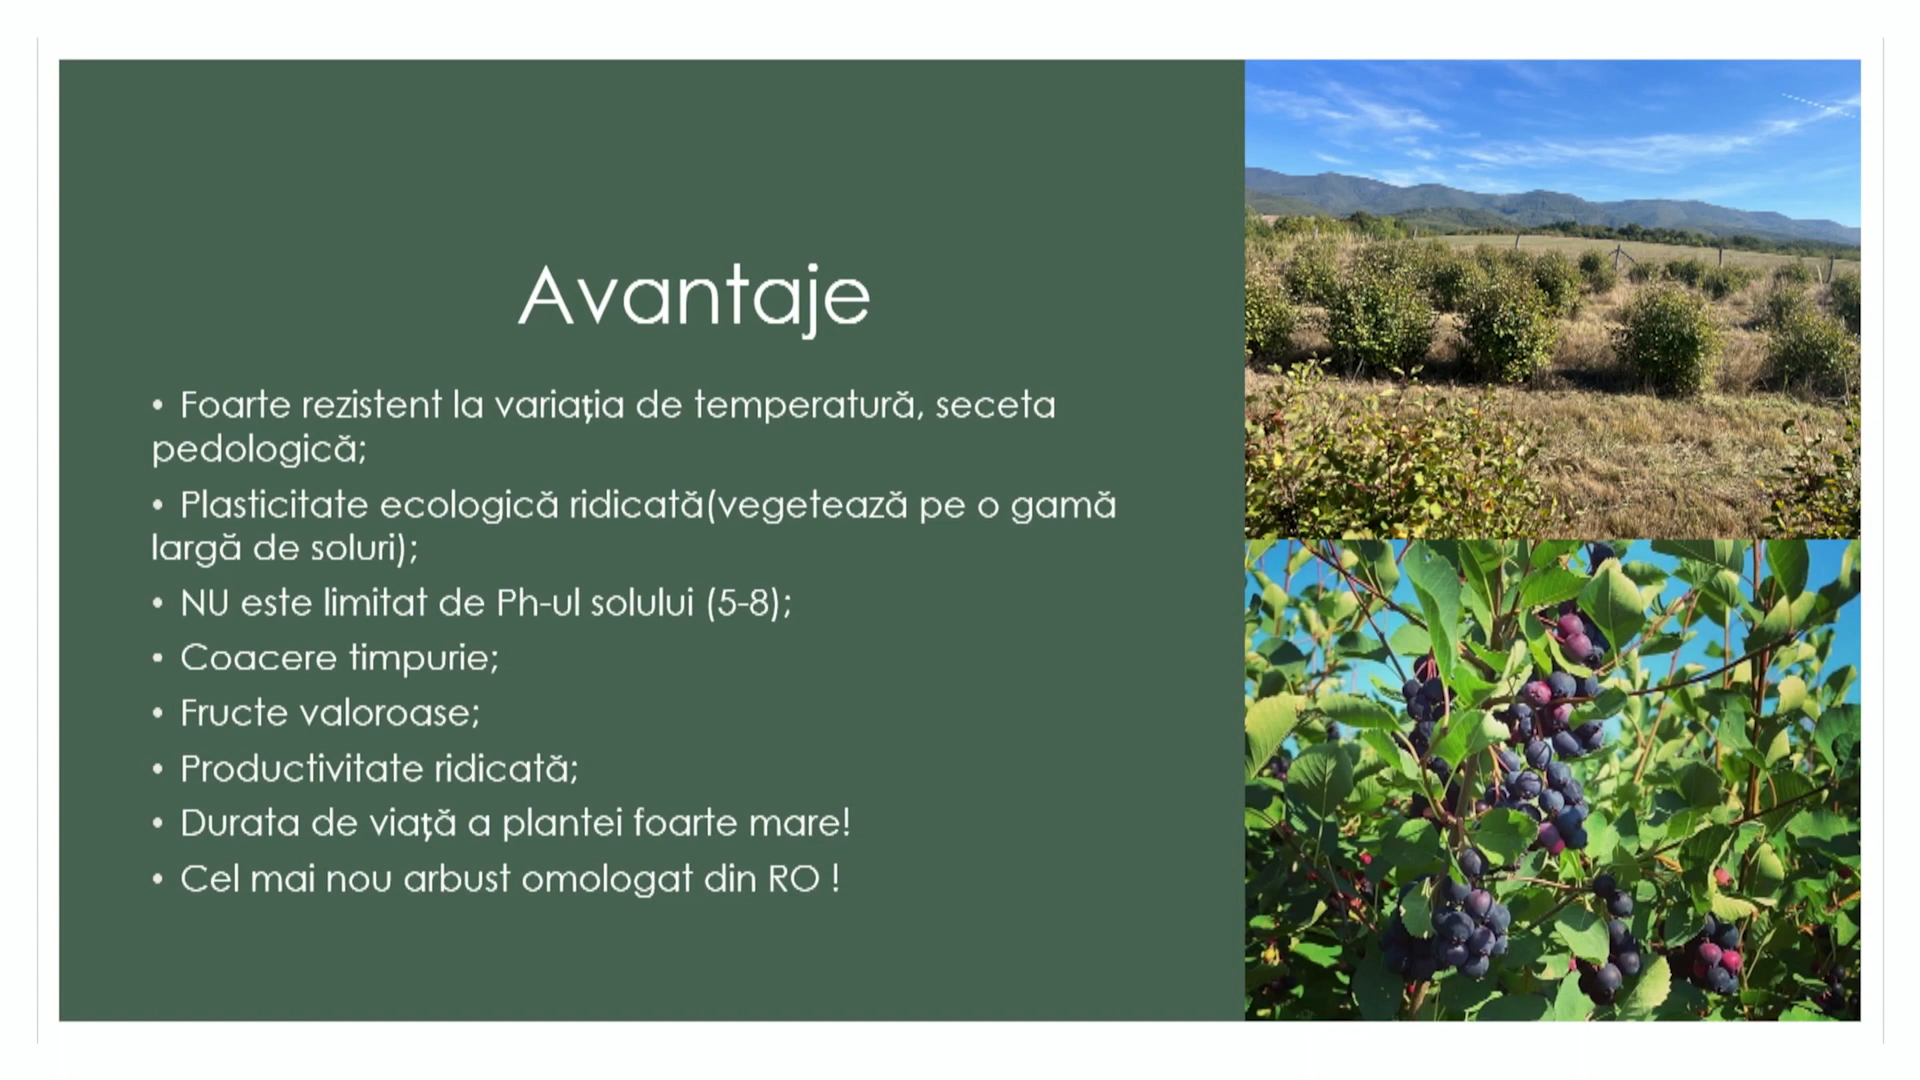 Avantaje
• Foarte rezistent la variația de temperatură, seceta
pedologică;
• Plasticitate ecologică ridicată(vegetează pe o gamă
largă de soluri);
• NU este limitat de Ph-ul solului (5-8);
• Coacere timpurie;
• Fructe valoroase;
• Productivitate ridicată;
• Durata de viață a plantei foarte mare!
• Cel mai nou arbust omologat din RO !